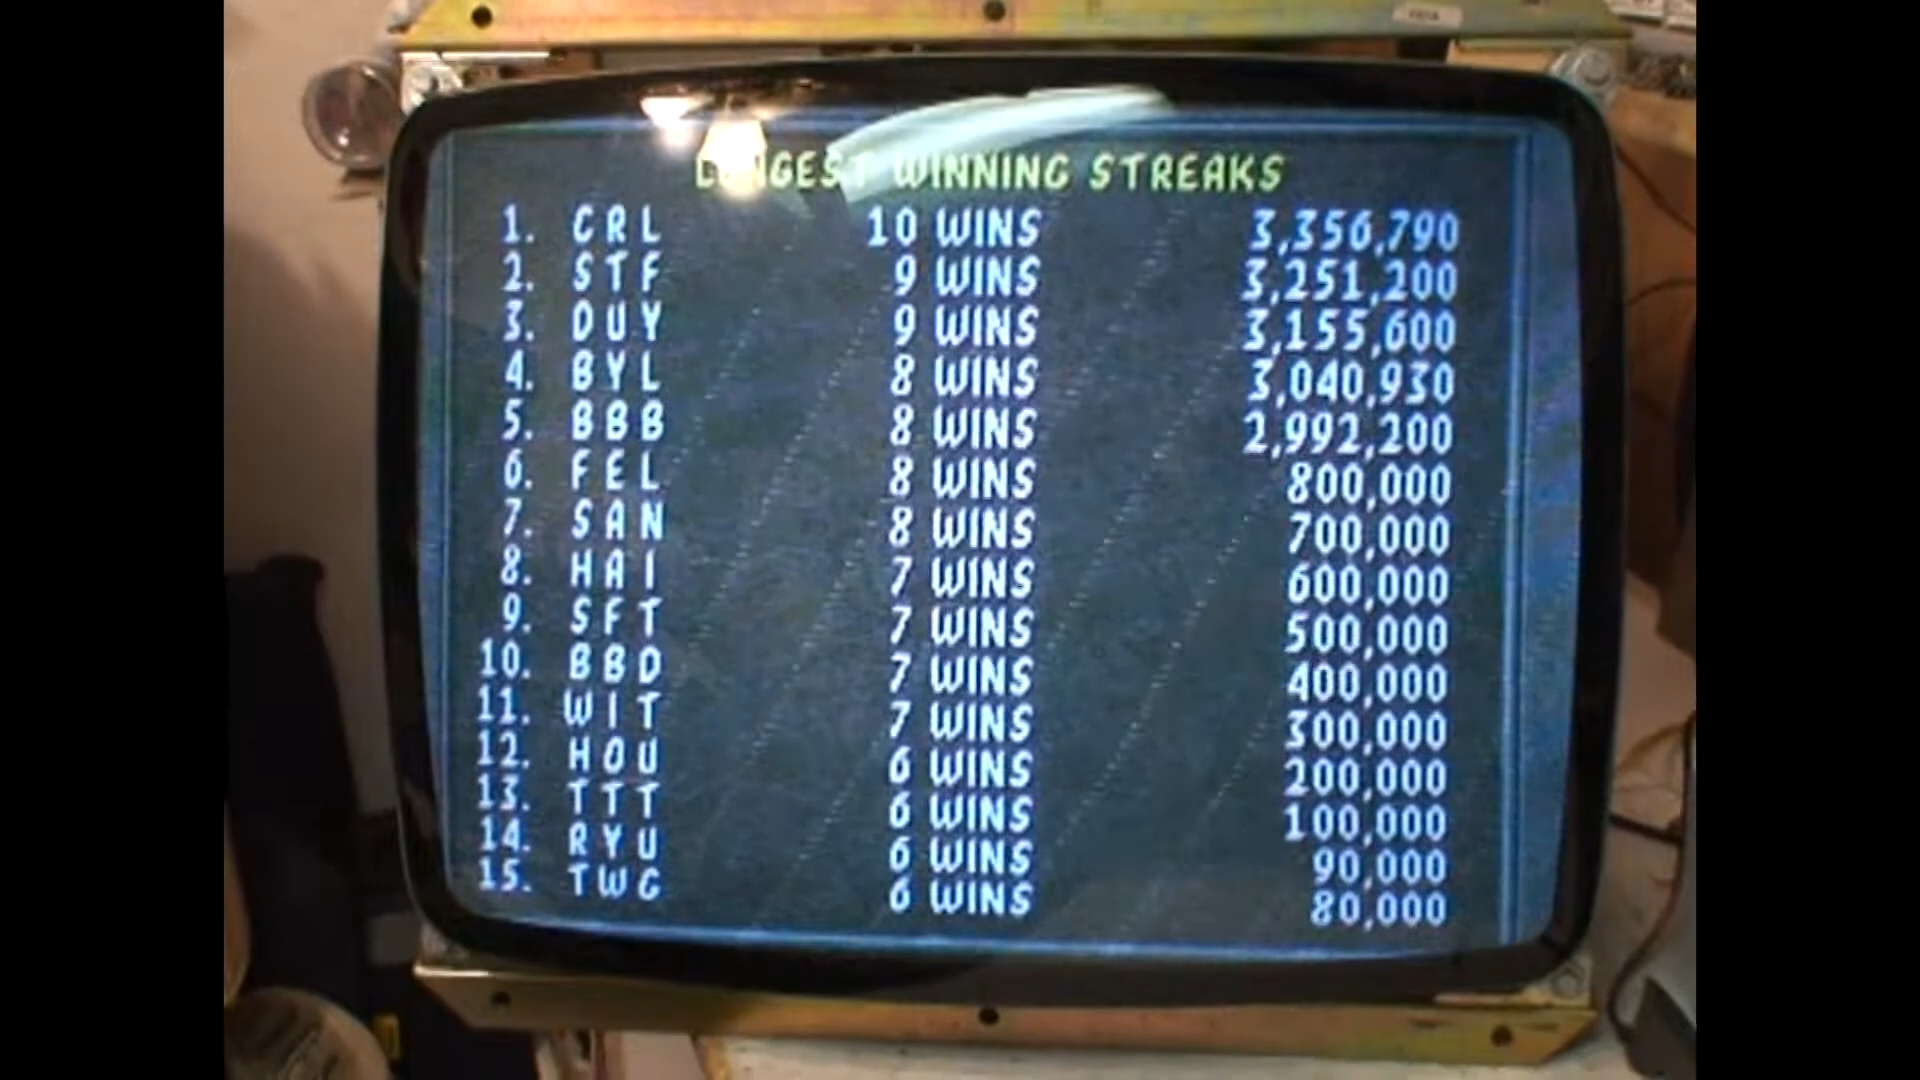 LONGEST WINNING STREAKS
1. CRL 10 WINS 3,356,790
2. STF 9 WINS 3,251,200
3. DUY 9 WINS 3,155,600
4. BYL 8 WINS 3,040,930
5. BBB 8 WINS 2,992,200
6. FEL 8 WINS 800,000
7. SAN 8 WINS 700,000
8. HAI 7 WINS 600,000
9. SFT 7 WINS 500,000
10. BBD 7 WINS 400,000
11. WIT 7 WINS 300,000
12. HOU 6 WINS 200,000
13. TTT 6 WINS 100,000
14. RYU 6 WINS 90,000
15. TWG 6 WINS 80,000